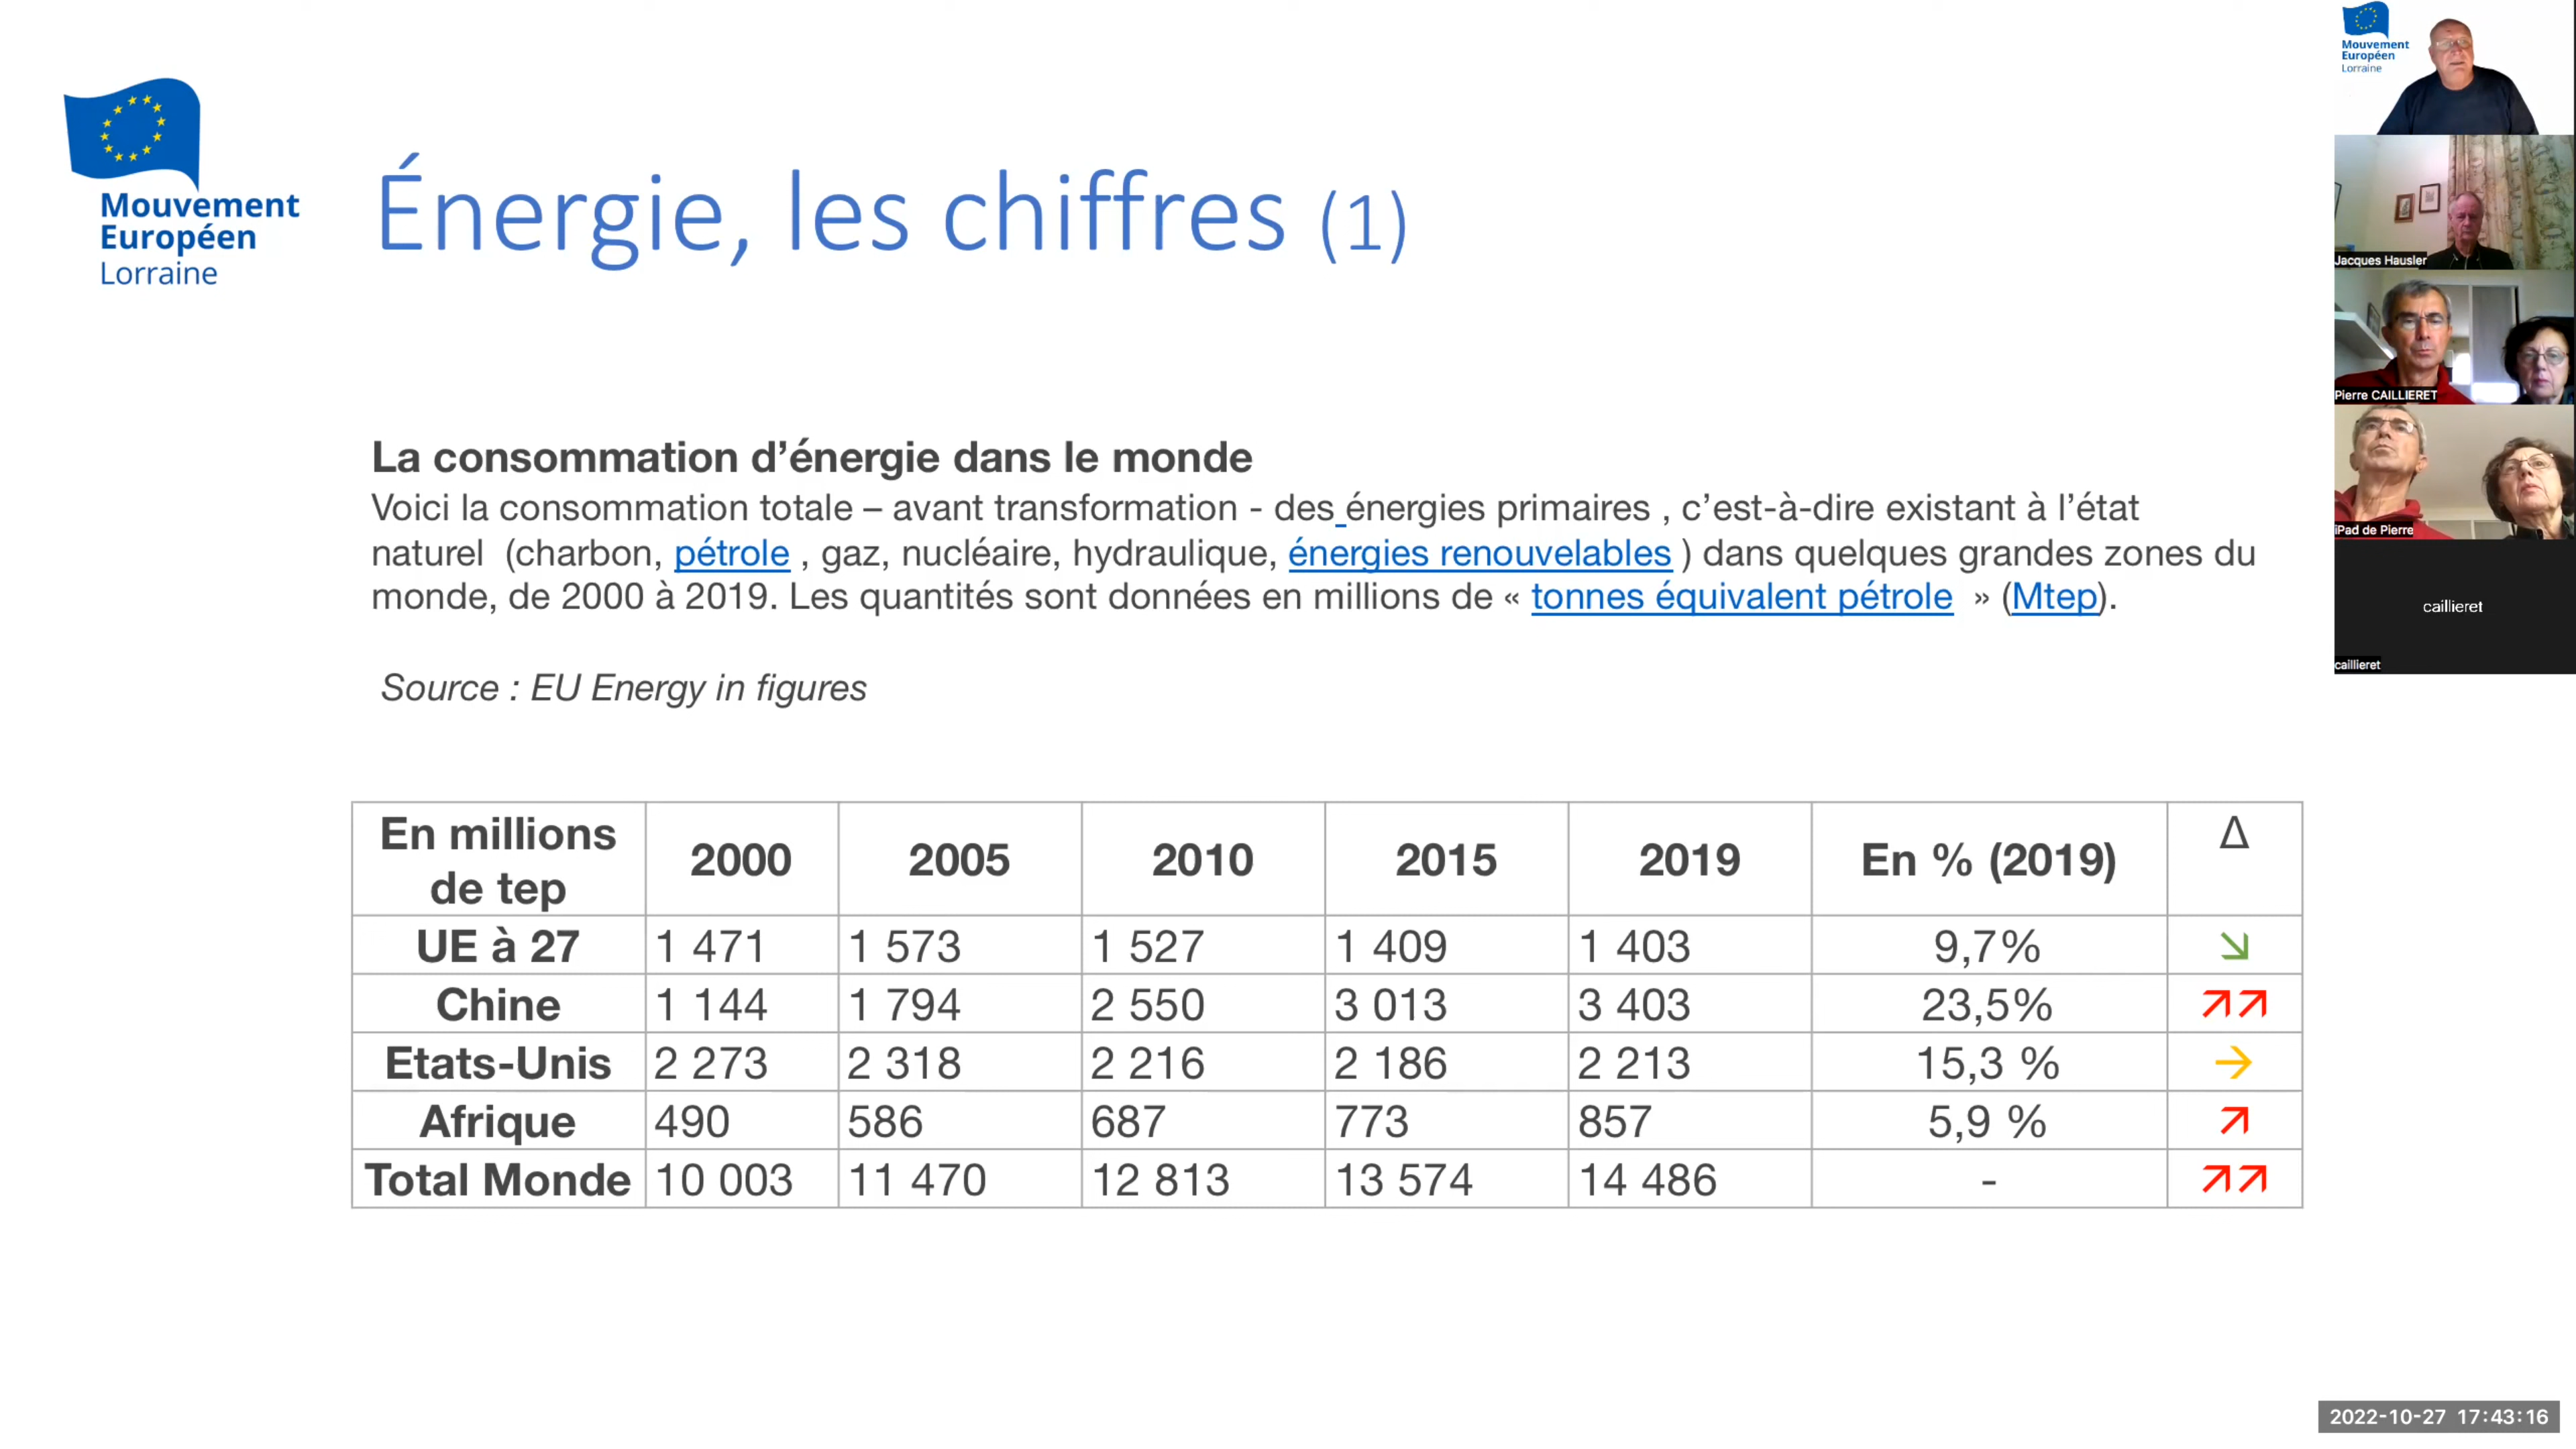 Mouvement
Européen
Lorraine
Énergie, les chiffres (1)
La consommation d’énergie dans le monde
Voici la consommation totale – avant transformation - des énergies primaires , c’est-à-dire existant à l’état
naturel (charbon, pétrole , gaz, nucléaire, hydraulique, énergies renouvelables ) dans quelques grandes zones du
monde, de 2000 à 2019. Les quantités sont données en millions de « tonnes équivalent pétrole » (Mtep).
Source : EU Energy in figures
En millions
de tep 2000 2005 2010 2015 2019 En % (2019) Δ
UE à 27 1 471 1 573 1 527 1 409 1 403 9,7% ↘
Chine 1 144 1 794 2 550 3 013 3 403 23,5% ↗↗
Etats-Unis 2 273 2 318 2 216 2 186 2 213 15,3 % →
Afrique 490 586 687 773 857 5,9 % ↗
Total Monde 10 003 11 470 12 813 13 574 14 486 - ↗↗
Mouvement
Européen
Lorraine
Jacques Hausler
Pierre CAILLIERET
iPad de Pierre
caillieret
caillieret
2022-10-27 17:43:16